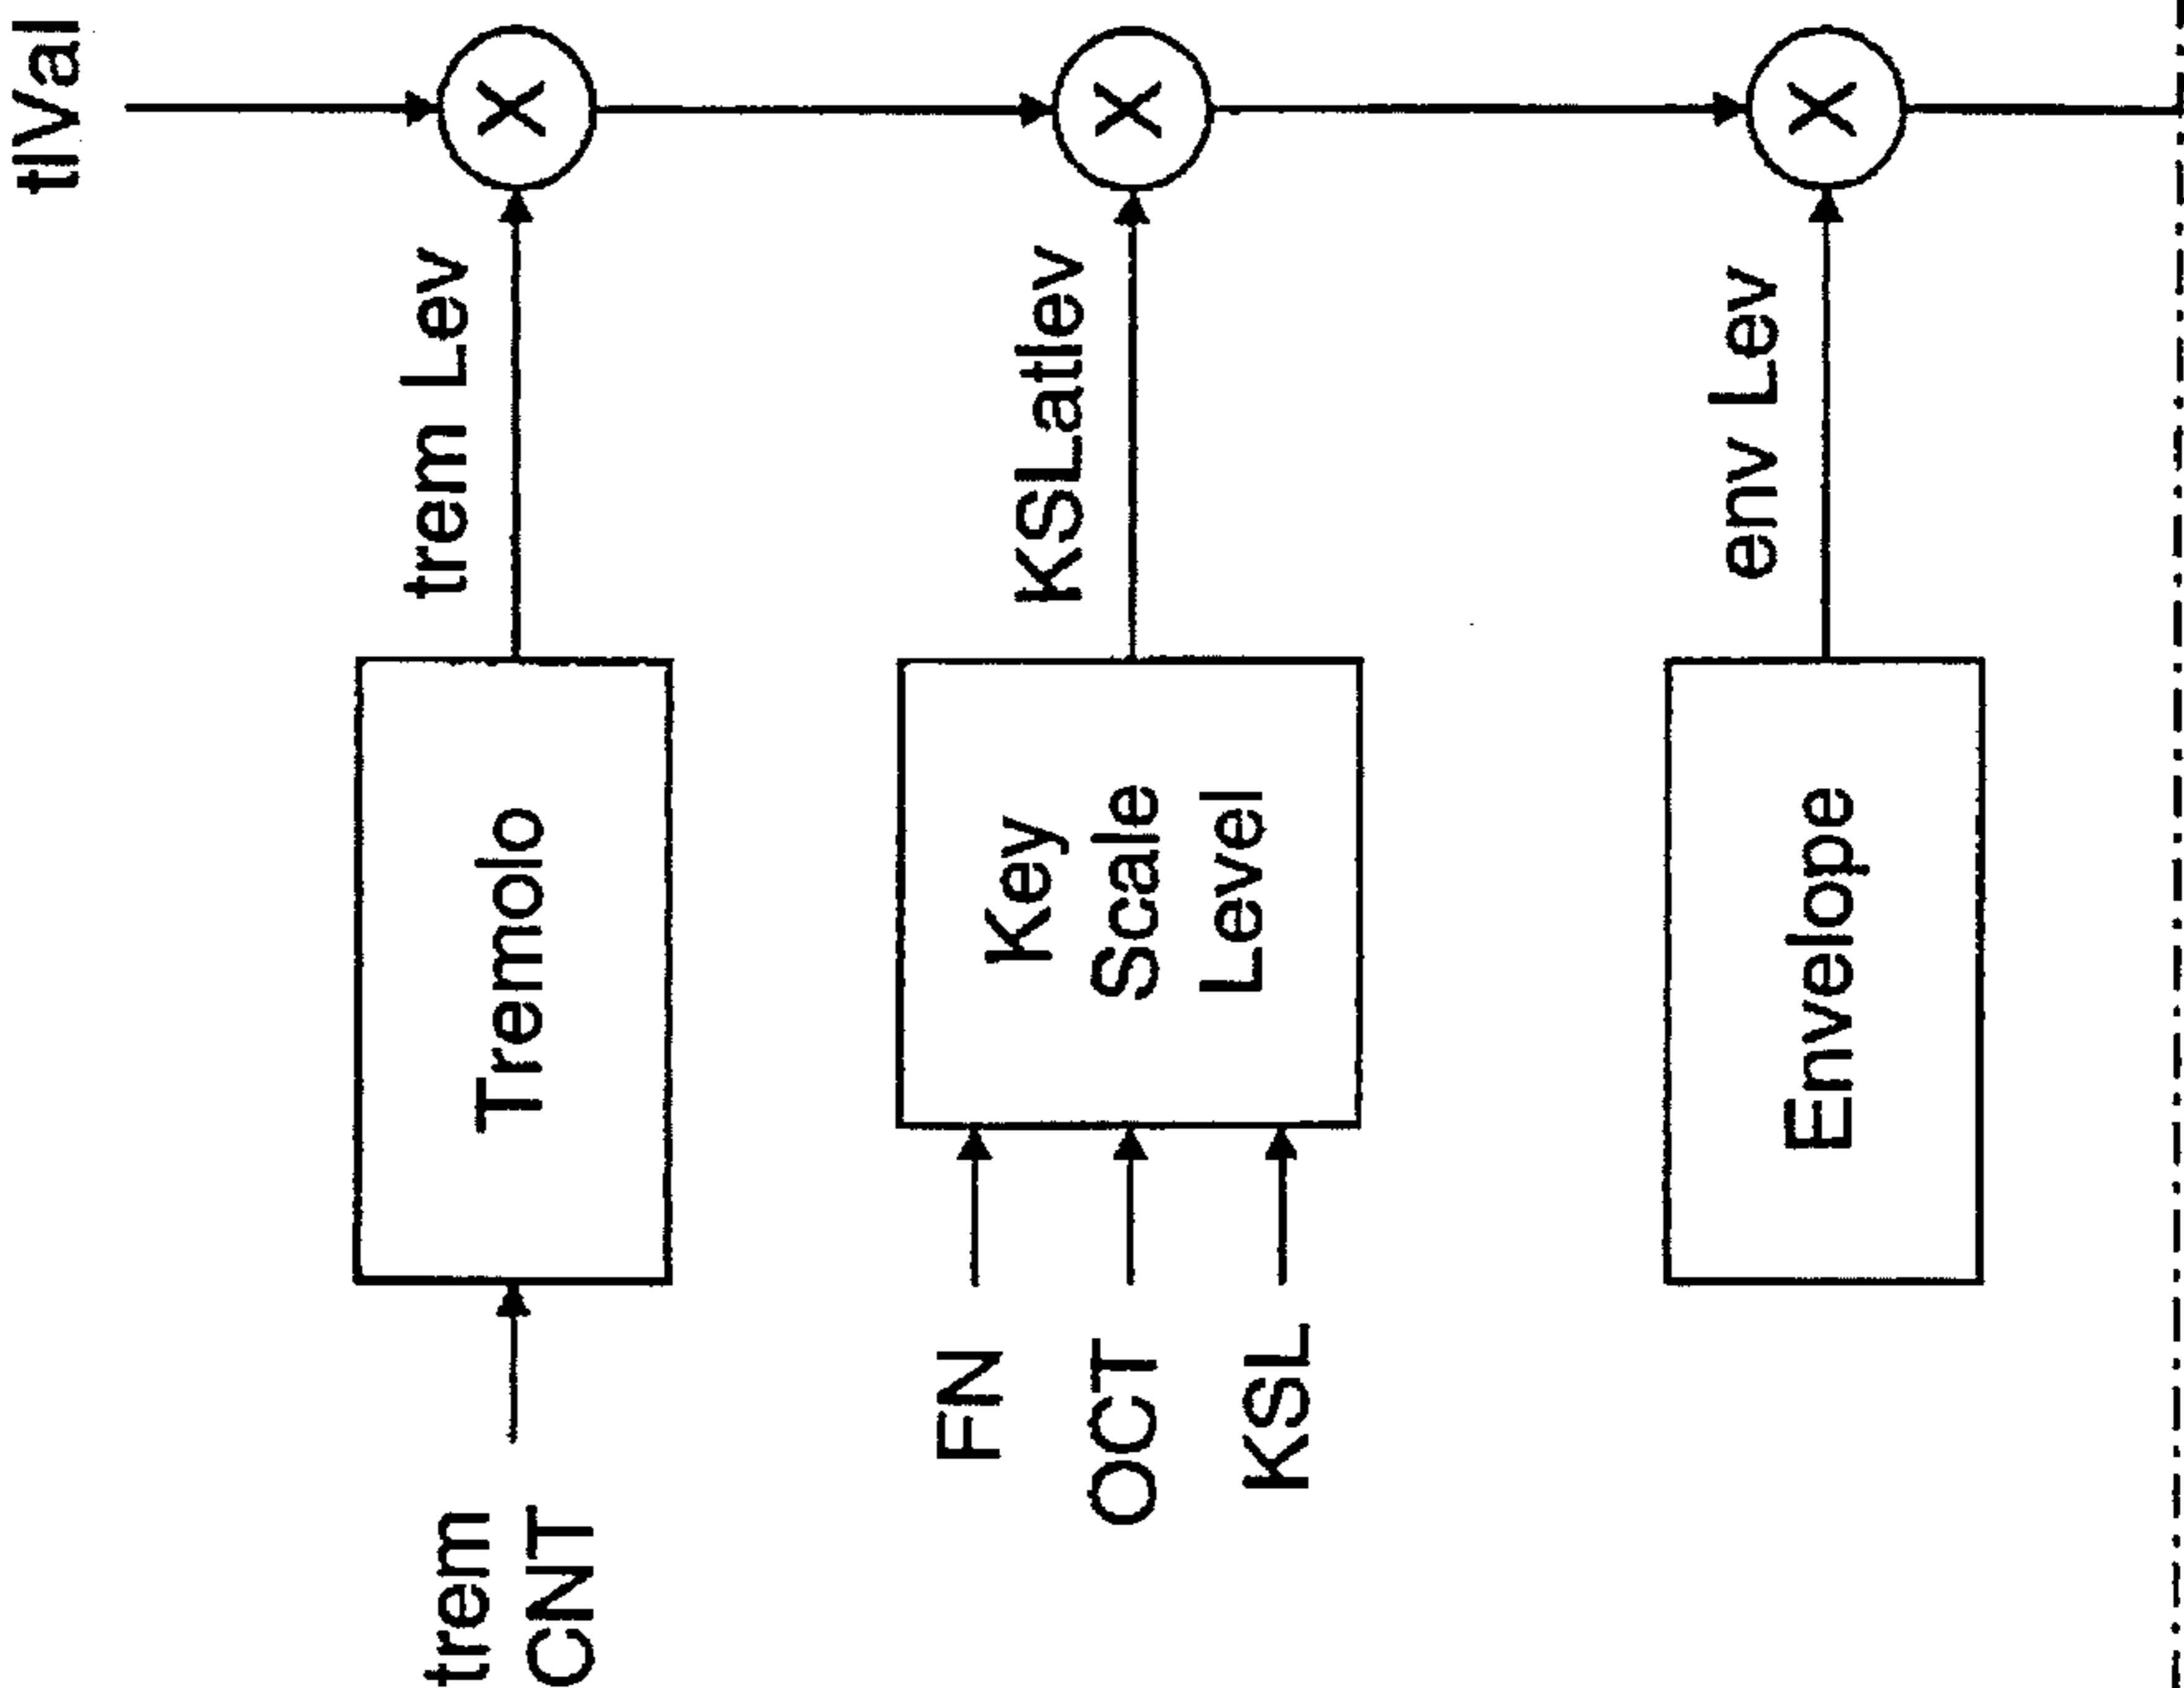 tlVal
trem Lev
trem
CNT
Tremolo
X
KSLatlev
FN
OCT
KSL
Key
Scale
Level
X
env Lev
Envelope
X